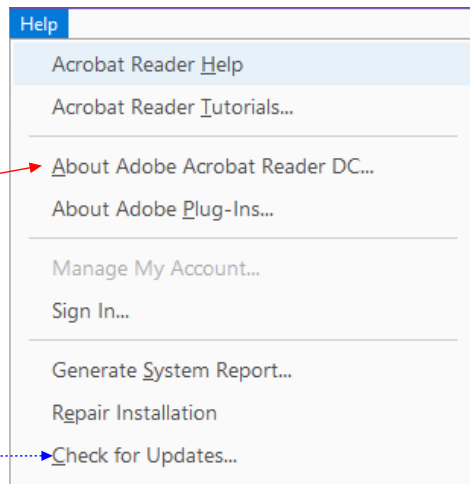 Help
Acrobat Reader Help
Acrobat Reader Tutorials...
About Adobe Acrobat Reader DC...
About Adobe Plug-Ins...
Manage My Account...
Sign In...
Generate System Report...
Repair Installation
Check for Updates...